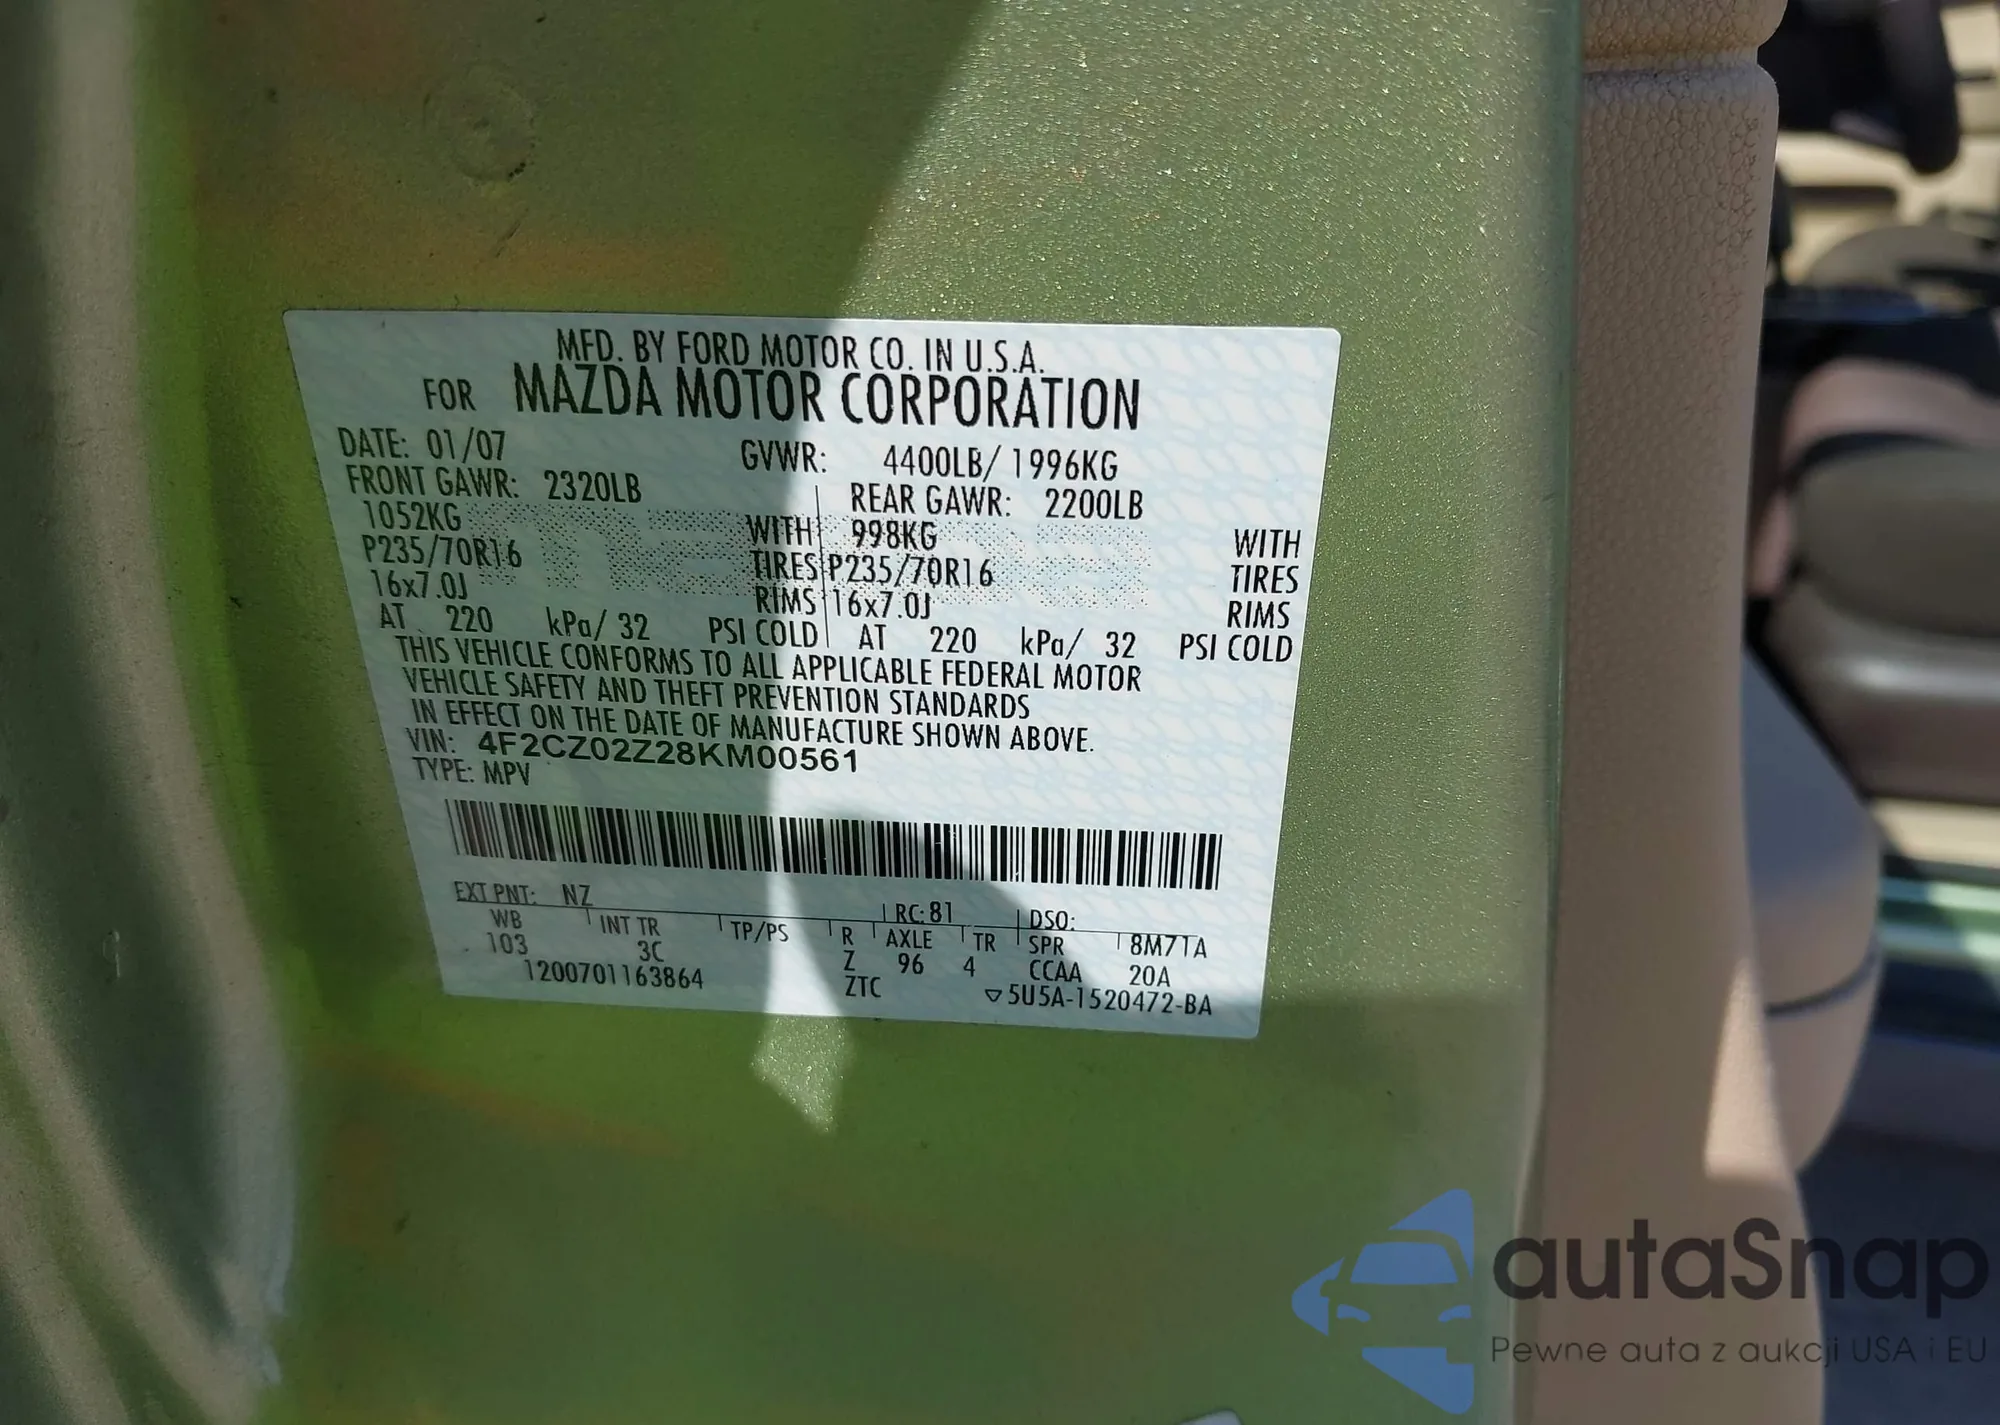 MFD. BY FORD MOTOR CO. IN U.S.A.
FOR MAZDA MOTOR CORPORATION
DATE: 01/07 GVWR: 4400LB/ 1996KG
FRONT GAWR: 2320LB REAR GAWR: 2200LB
1052KG WITH 998KG WITH
P235/70R16 TIRES P235/70R16 TIRES
16x7.0J RIMS 16x7.0J RIMS
AT 220 kPa/ 32 PSI COLD AT 220 kPa/ 32 PSI COLD
THIS VEHICLE CONFORMS TO ALL APPLICABLE FEDERAL MOTOR
VEHICLE SAFETY AND THEFT PREVENTION STANDARDS
IN EFFECT ON THE DATE OF MANUFACTURE SHOWN ABOVE.
VIN: 4F2CZ02Z28KM00561
TYPE: MPV
EXT PNT: NZ RC: 81 DSO:
WB INT TR TP/PS R AXLE TR SPR 8M71A
103 3C Z 96 4 CCAA 20A
1200701163864 ZTC ▽5U5A-1520472-BA
autaSnap
Pewne auta z aukcji USA i EU